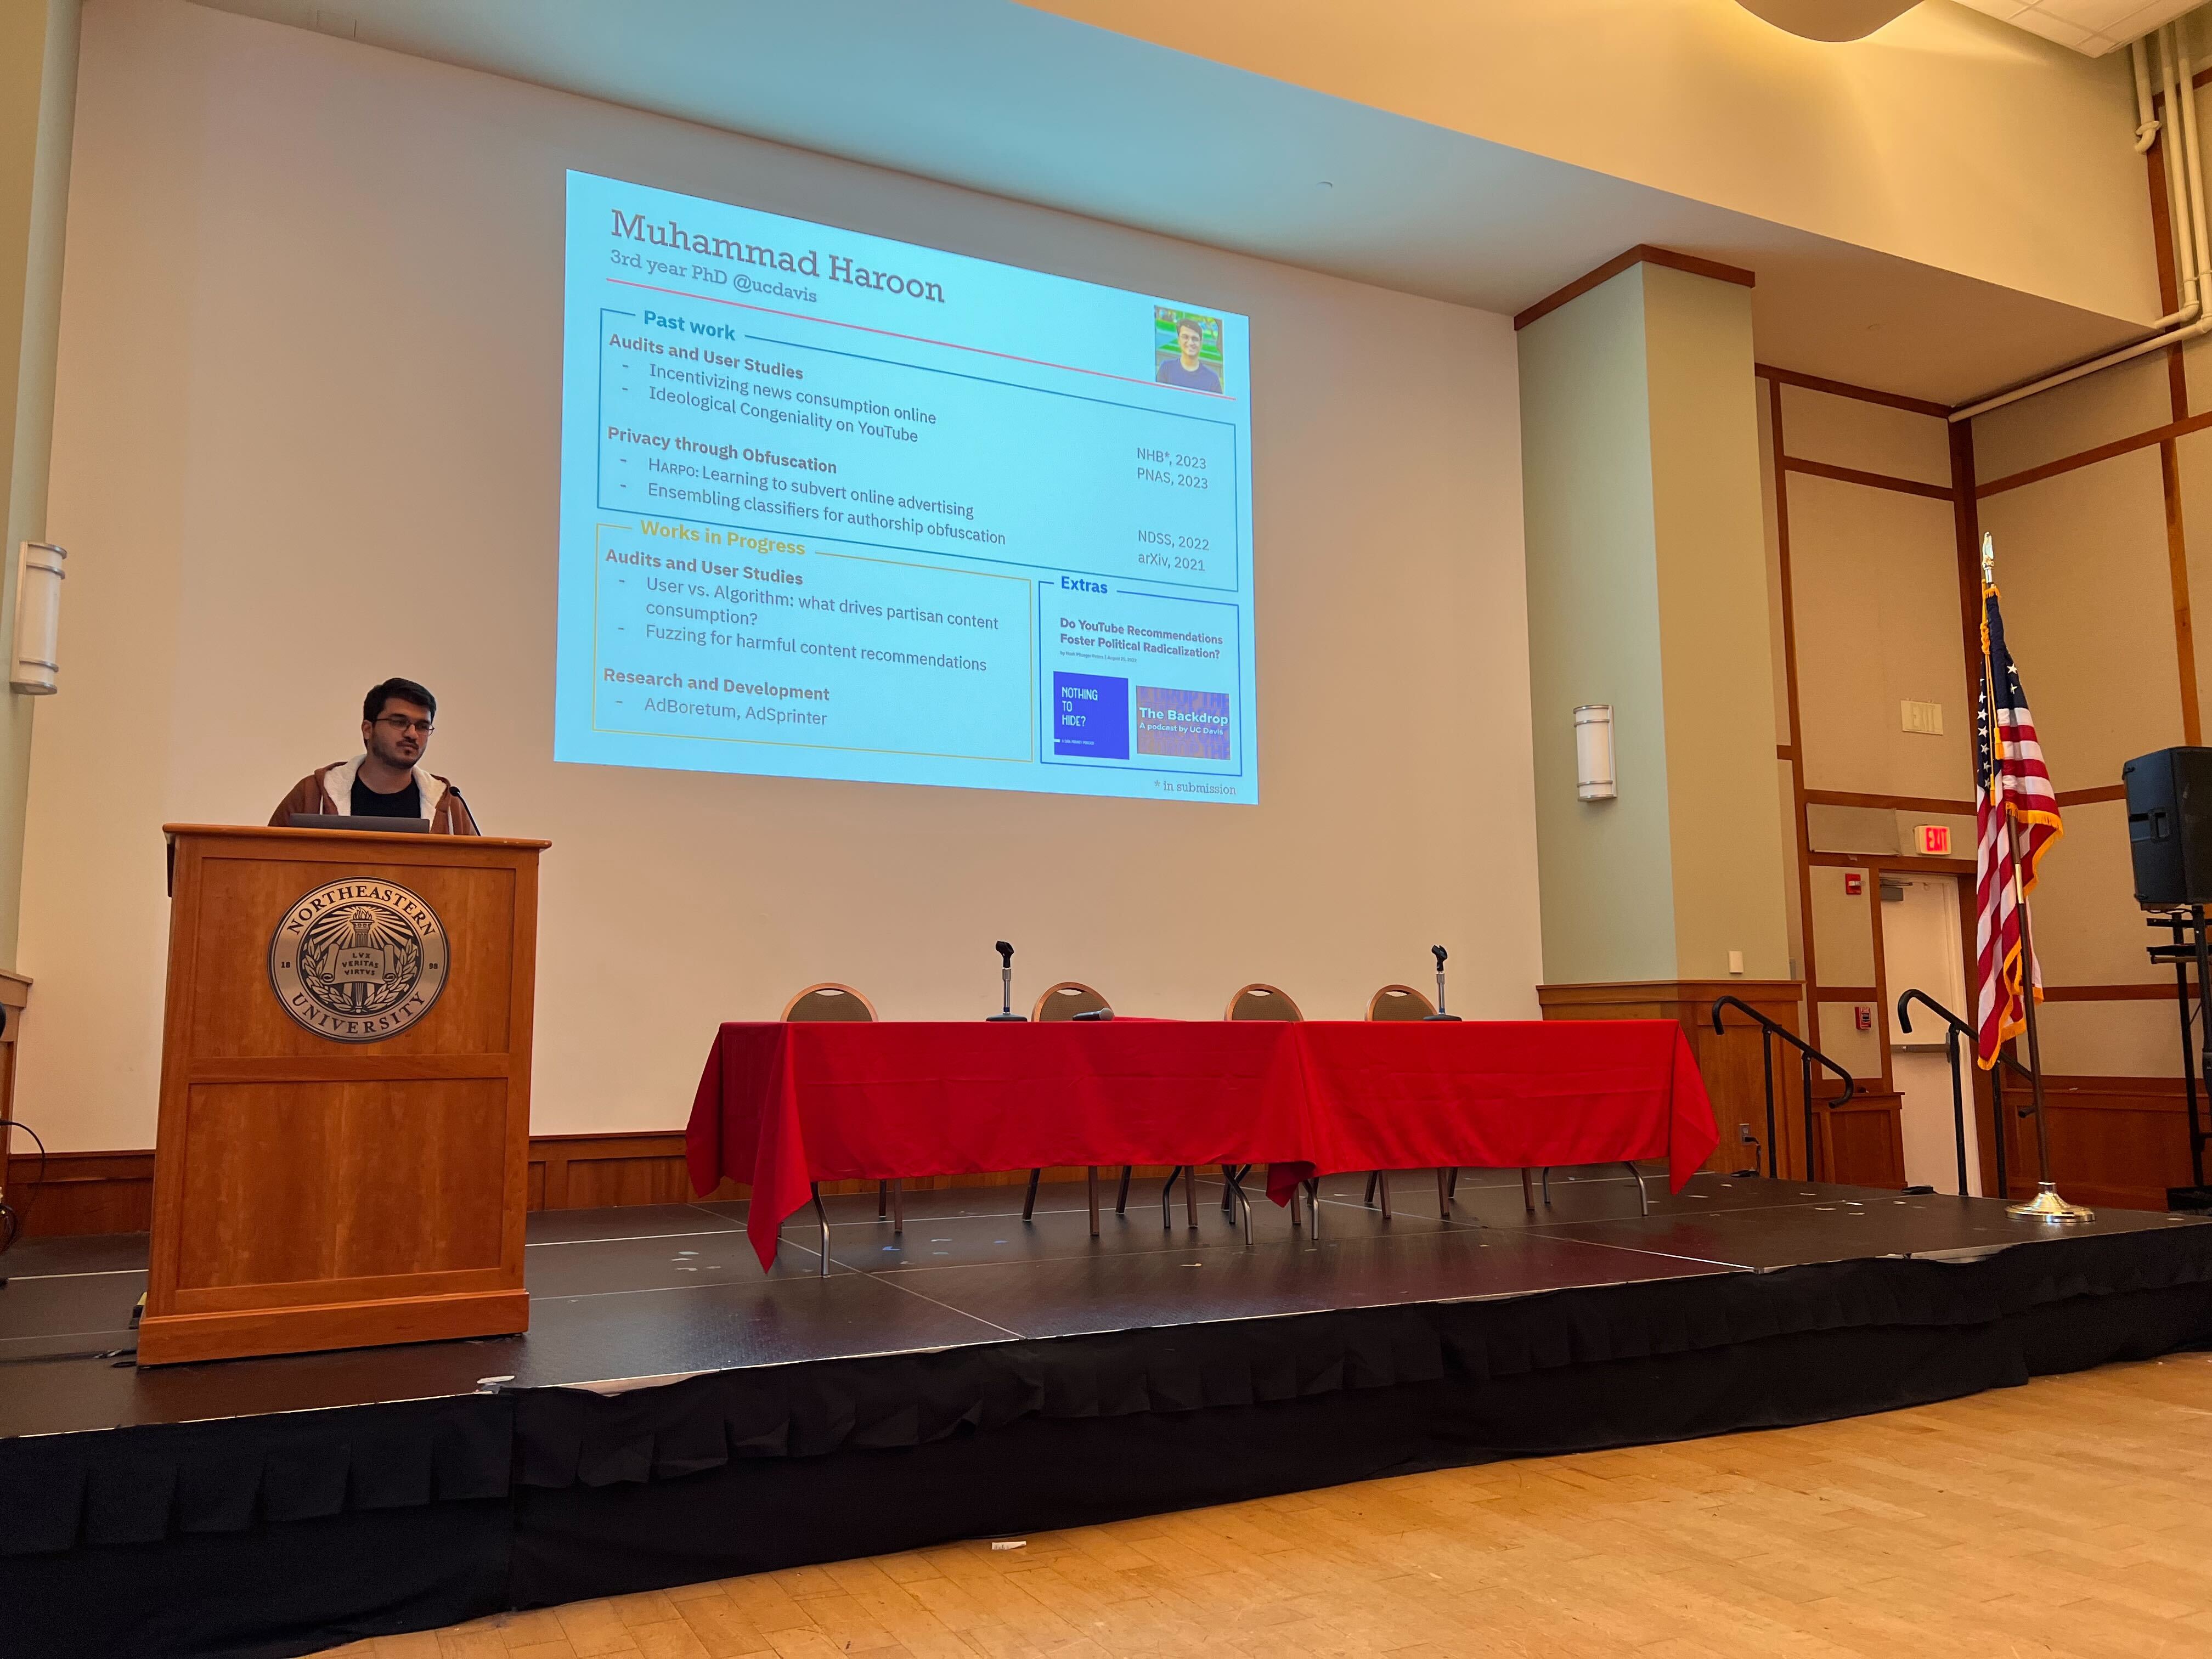 Muhammad Haroon
3rd year PhD @ucdavis
Past work
Audits and User Studies
- Incentivizing news consumption online
- Ideological Congeniality on YouTube
NHB*, 2023
PNAS, 2023
Privacy through Obfuscation
- HARPO: Learning to subvert online advertising
- Ensembling classifiers for authorship obfuscation
NDSS, 2022
arXiv, 2021
Works in Progress
Audits and User Studies
- User vs. Algorithm: what drives partisan content
consumption?
- Fuzzing for harmful content recommendations
Research and Development
- AdBoretum, AdSprinter
Extras
Do YouTube Recommendations
Foster Political Radicalization?
NOTHING
TO
HIDE?
The Backdrop
A podcast by UC Davis
* in submission
EXIT
EXIT
NORTHEASTERN
LVX
VERITAS
VIRTVS
18 98
UNIVERSITY